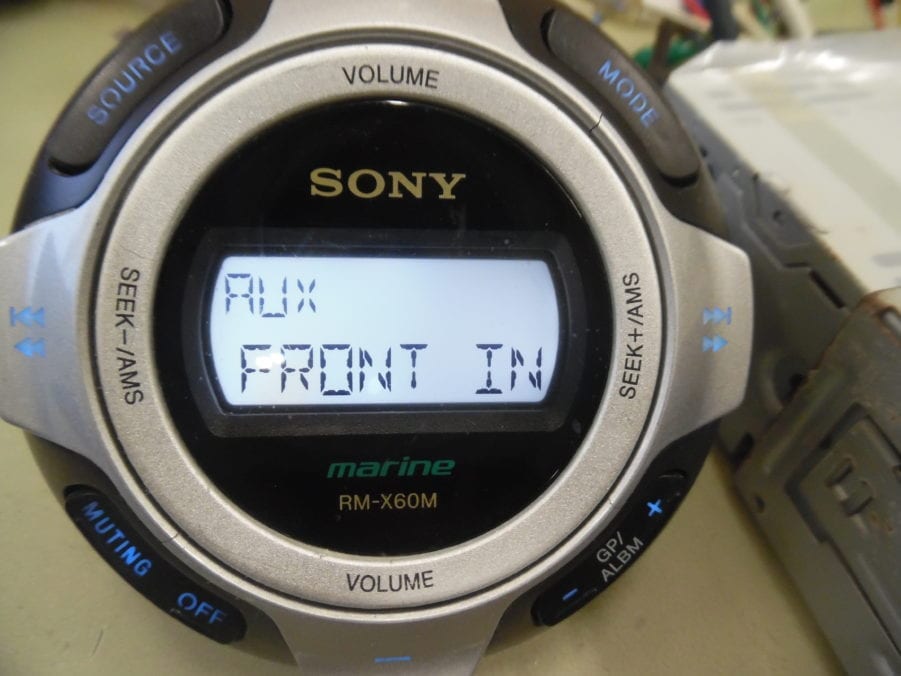 SOURCE
VOLUME
MODE
SONY
AUX
FRONT IN
SEEK-/AMS
SEEK+/AMS
marine
RM-X60M
MUTING
OFF
VOLUME
GP/
ALBM
+
-